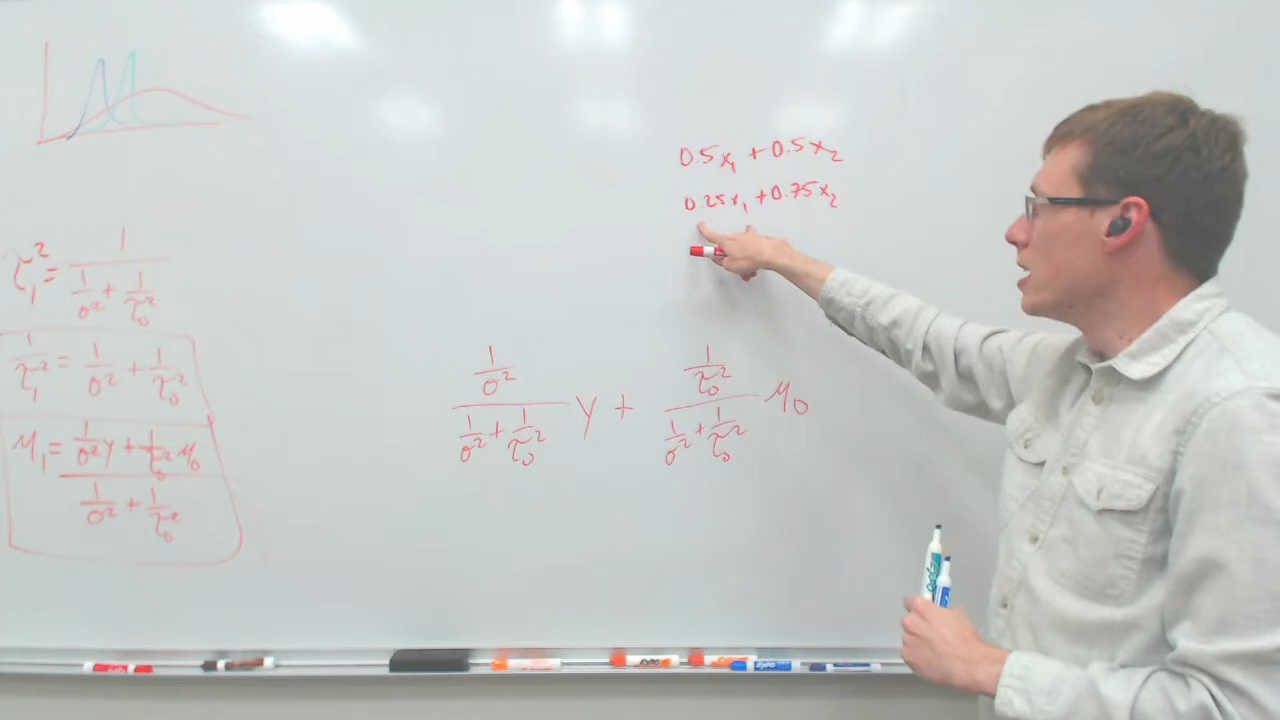 0.5x₁ + 0.5x₂
0.25x₁ + 0.75x₂
τ₁² = 1 / (1/σ² + 1/τ₀²)
1/τ₁² = 1/σ² + 1/τ₀²
μ₁ = (1/σ² y + 1/τ₀² μ₀) / (1/σ² + 1/τ₀²)
(1/σ²) / (1/σ² + 1/τ₀²) y + (1/τ₀²) / (1/σ² + 1/τ₀²) μ₀
EXPO